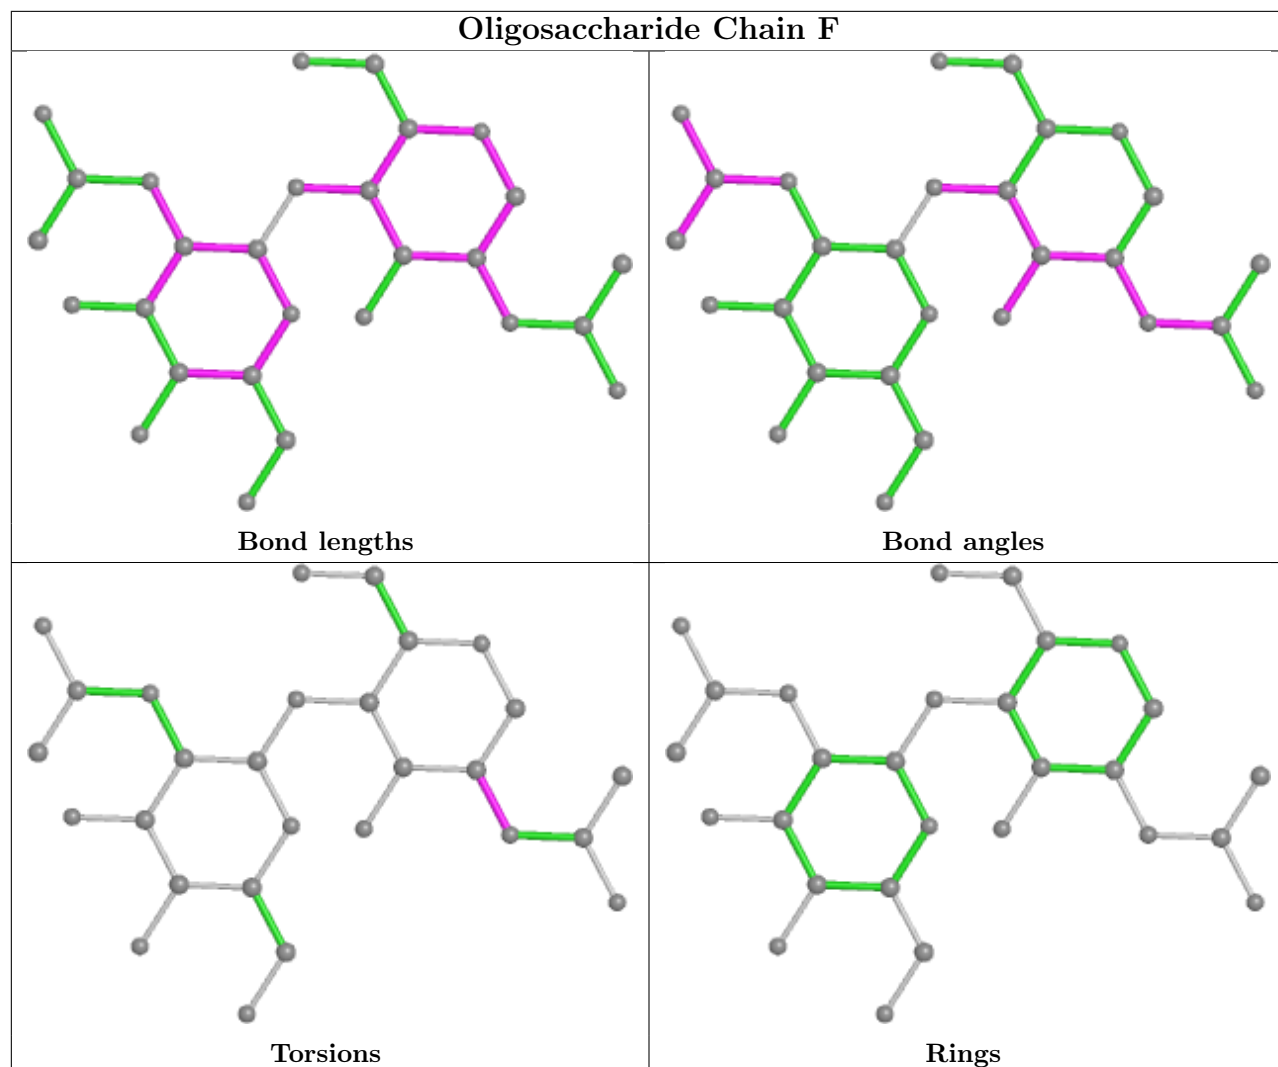 Oligosaccharide Chain F
Bond lengths
Bond angles
Torsions
Rings